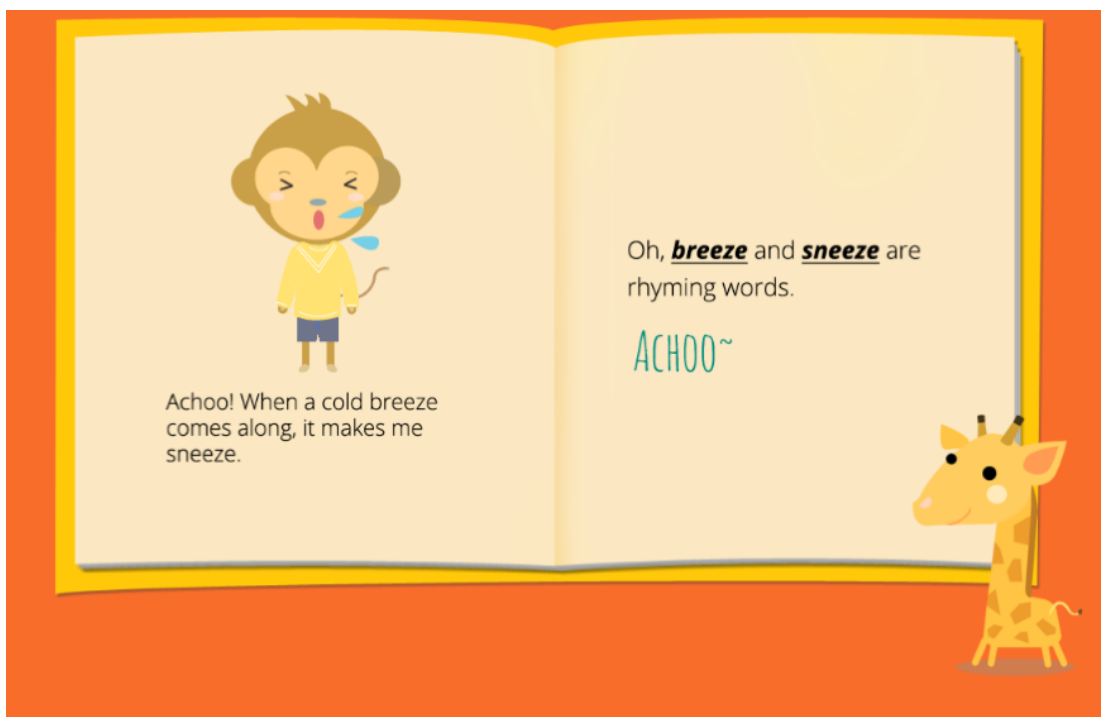 Achoo! When a cold breeze
comes along, it makes me
sneeze.
Oh, breeze and sneeze are
rhyming words.
ACHOO~